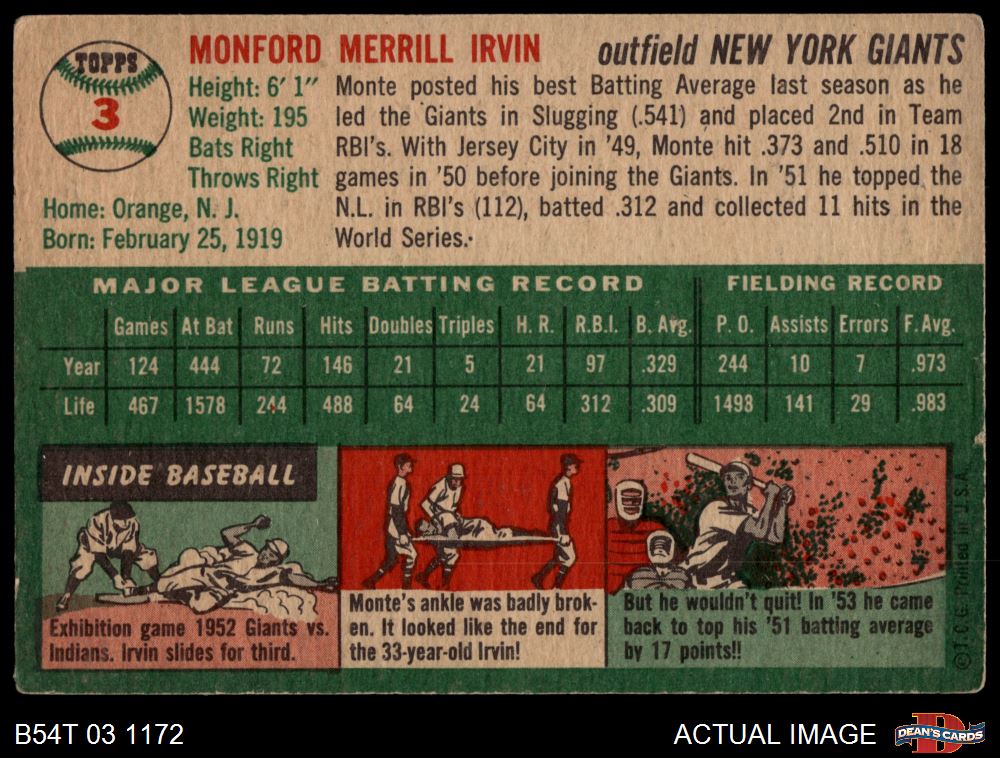 TOPPS
3
MONFORD MERRILL IRVIN
outfield NEW YORK GIANTS
Height: 6' 1"
Weight: 195
Bats Right
Throws Right
Home: Orange, N. J.
Born: February 25, 1919
Monte posted his best Batting Average last season as he
led the Giants in Slugging (.541) and placed 2nd in Team
RBI's. With Jersey City in '49, Monte hit .373 and .510 in 18
games in '50 before joining the Giants. In '51 he topped the
N.L. in RBI's (112), batted .312 and collected 11 hits in the
World Series.
MAJOR LEAGUE BATTING RECORD FIELDING RECORD
Games At Bat Runs Hits Doubles Triples H. R. R.B.I. B. Avg. P. O. Assists Errors F. Avg.
Year 124 444 72 146 21 5 21 97 .329 244 10 7 .973
Life 467 1578 244 488 64 24 64 312 .309 1498 141 29 .983
INSIDE BASEBALL
Exhibition game 1952 Giants vs.
Indians. Irvin slides for third.
Monte's ankle was badly brok-
en. It looked like the end for
the 33-year-old Irvin!
But he wouldn't quit! In '53 he came
back to top his '51 batting average
by 17 points!!
© T. C. G. Printed in U. S. A.
B54T 03 1172
ACTUAL IMAGE
DEAN'S CARDS